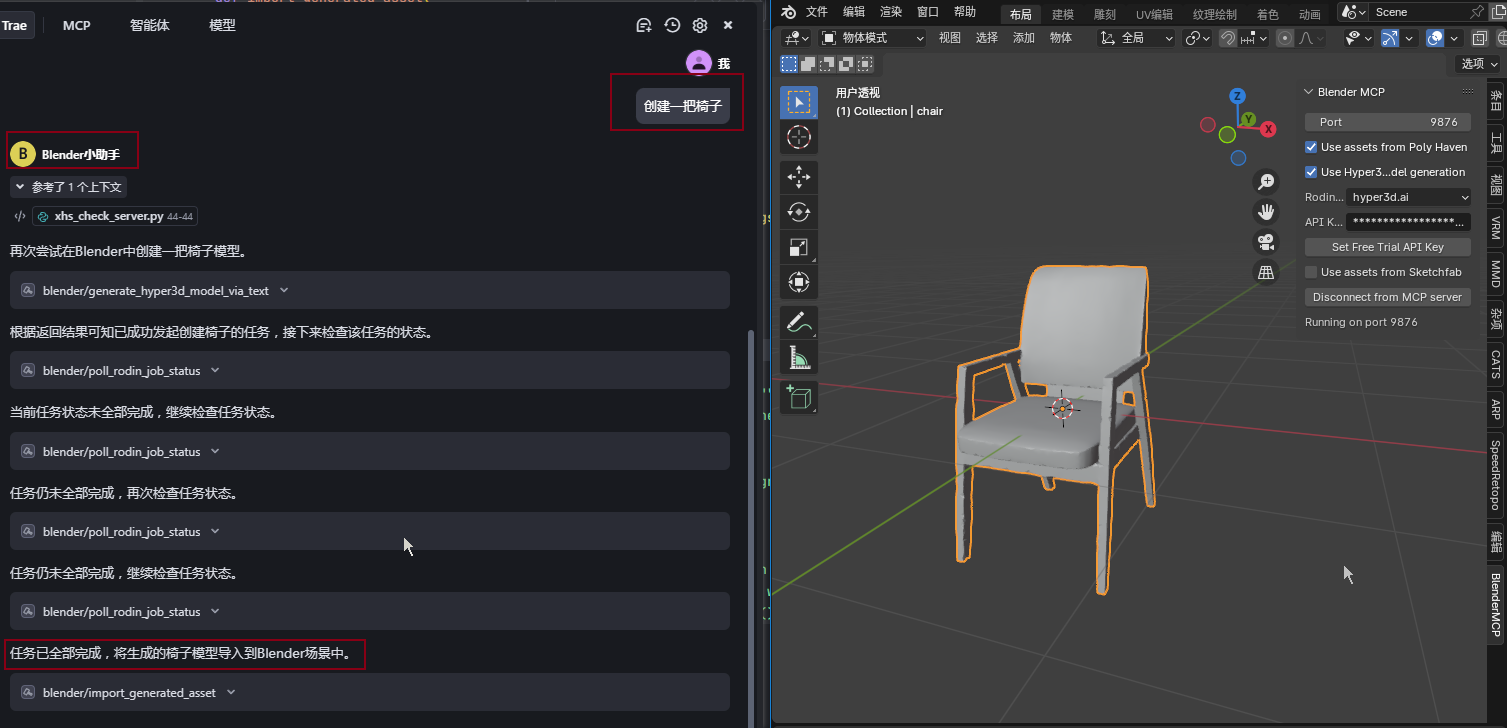 Trae
MCP
智能体
模型
我
创建一把椅子
B
Blender小助手
参考了 1 个上下文
xhs_check_server.py 44-44
再次尝试在Blender中创建一把椅子模型。
blender/generate_hyper3d_model_via_text
根据返回结果可知已成功发起创建椅子的任务，接下来检查该任务的状态。
blender/poll_rodin_job_status
当前任务状态未全部完成，继续检查任务状态。
blender/poll_rodin_job_status
任务仍未全部完成，再次检查任务状态。
blender/poll_rodin_job_status
任务仍未全部完成，继续检查任务状态。
blender/poll_rodin_job_status
任务已全部完成，将生成的椅子模型导入到Blender场景中。
blender/import_generated_asset
文件 编辑 渲染 窗口 帮助 布局 建模 雕刻 UV编辑 纹理绘制 着色 动画 Scene
物体模式 视图 选择 添加 物体 全局
选项
用户透视
(1) Collection | chair
Z
Y
X
Blender MCP
Port 9876
Use assets from Poly Haven
Use Hyper3...del generation
Rodin... hyper3d.ai
API K... *****************...
Set Free Trial API Key
Use assets from Sketchfab
Disconnect from MCP server
Running on port 9876
条目
工具
视图
VRM
MMD
杂项
CATS
ARP
SpeedRetopo
编辑
BlenderMCP